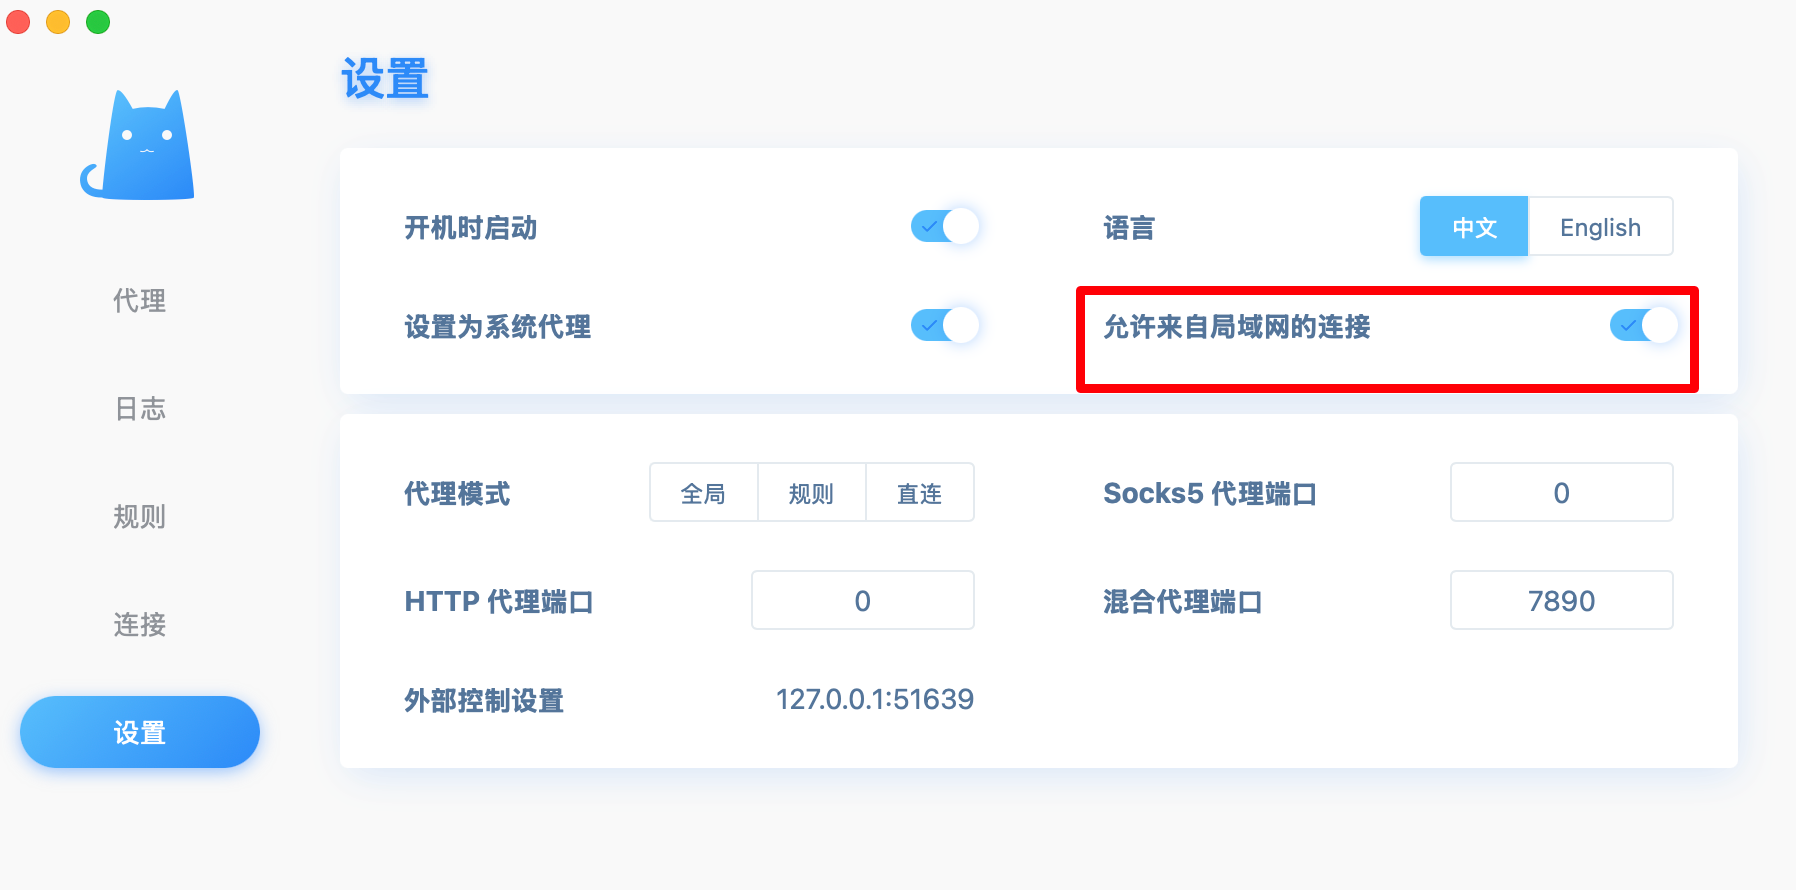 设置
开机时启动
语言 中文 English
设置为系统代理
允许来自局域网的连接
代理
日志
规则
连接
设置
代理模式 全局 规则 直连
Socks5 代理端口 0
HTTP 代理端口 0
混合代理端口 7890
外部控制设置 127.0.0.1:51639